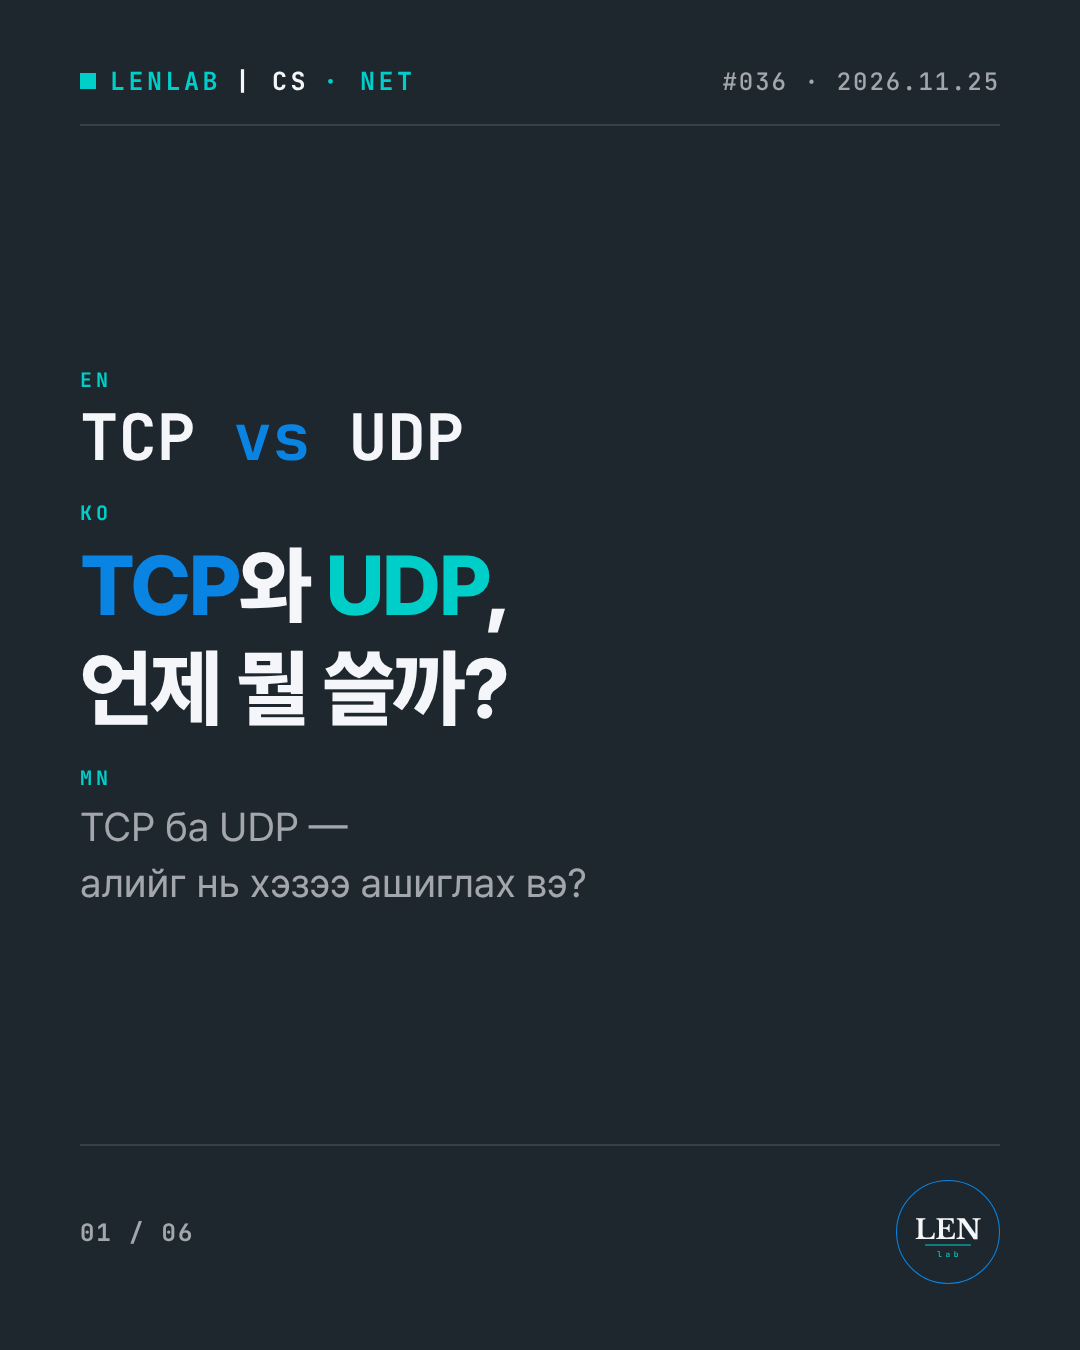 LENLAB | CS · NET
#036 · 2026.11.25
EN
TCP vs UDP
KO
TCP와 UDP,
언제 뭘 쓸까?
MN
TCP ба UDP —
алийг нь хэзээ ашиглах вэ?
01 / 06
LEN
lab